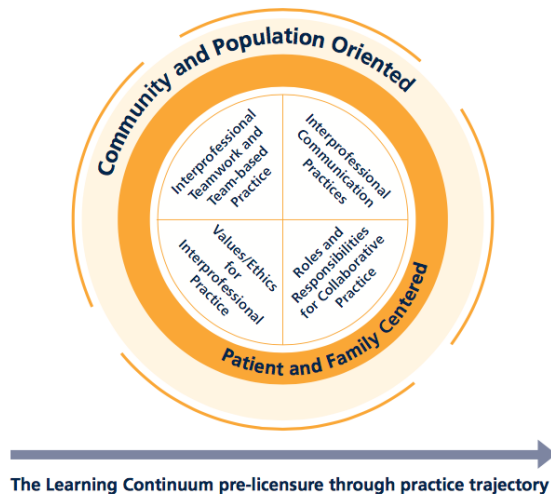 Community and Population Oriented
Interprofessional
Teamwork and
Team-based
Practice
Interprofessional
Communication
Practices
Values/Ethics
for
Interprofessional
Practice
Roles and
Responsibilities
for Collaborative
Practice
Patient and Family Centered
The Learning Continuum pre-licensure through practice trajectory